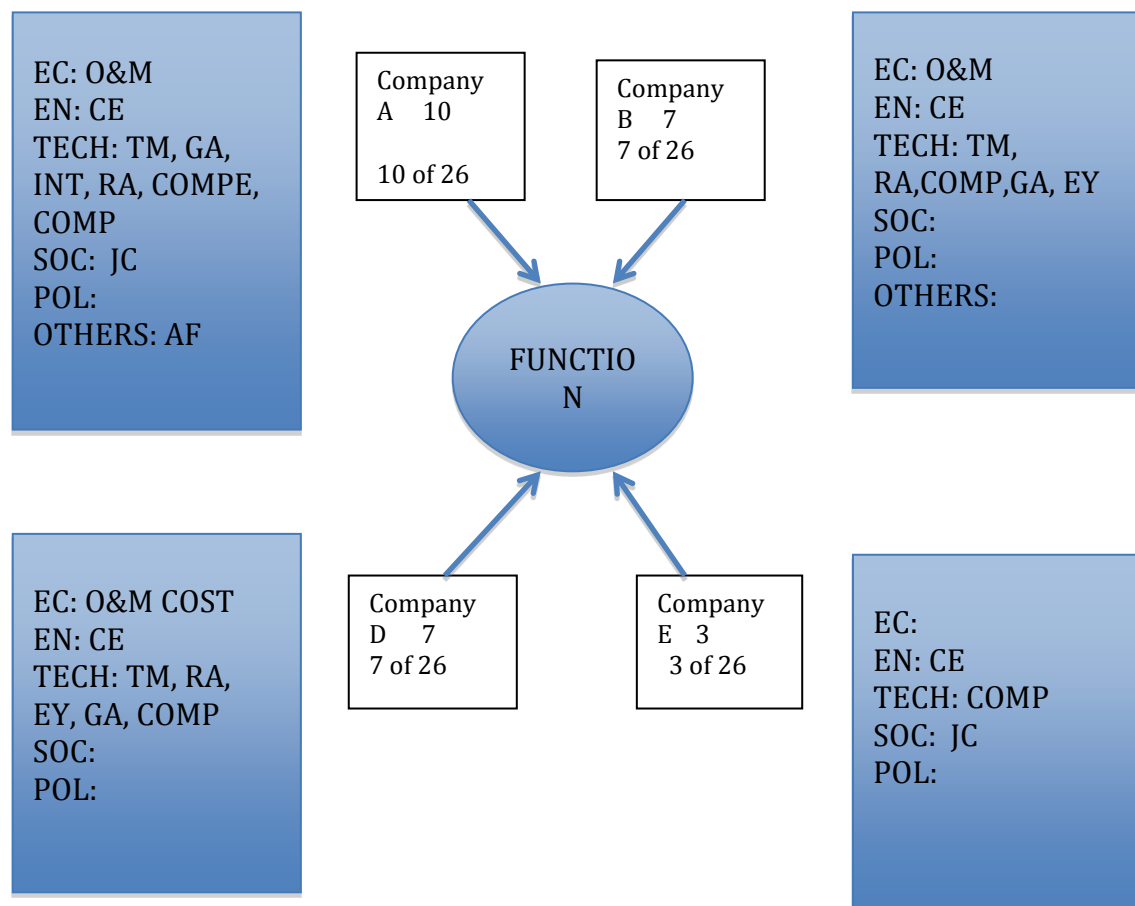 EC: O&M
EN: CE
TECH: TM, GA,
INT, RA, COMPE,
COMP
SOC:  JC
POL:
OTHERS: AF
Company
A    10
10 of 26
Company
B    7
7 of 26
EC: O&M
EN: CE
TECH: TM,
RA,COMP,GA, EY
SOC:
POL:
OTHERS:
FUNCTIO
N
EC: O&M COST
EN: CE
TECH: TM, RA,
EY, GA, COMP
SOC:
POL:
Company
D     7
7 of 26
Company
E   3
3 of 26
EC:
EN: CE
TECH: COMP
SOC:  JC
POL: